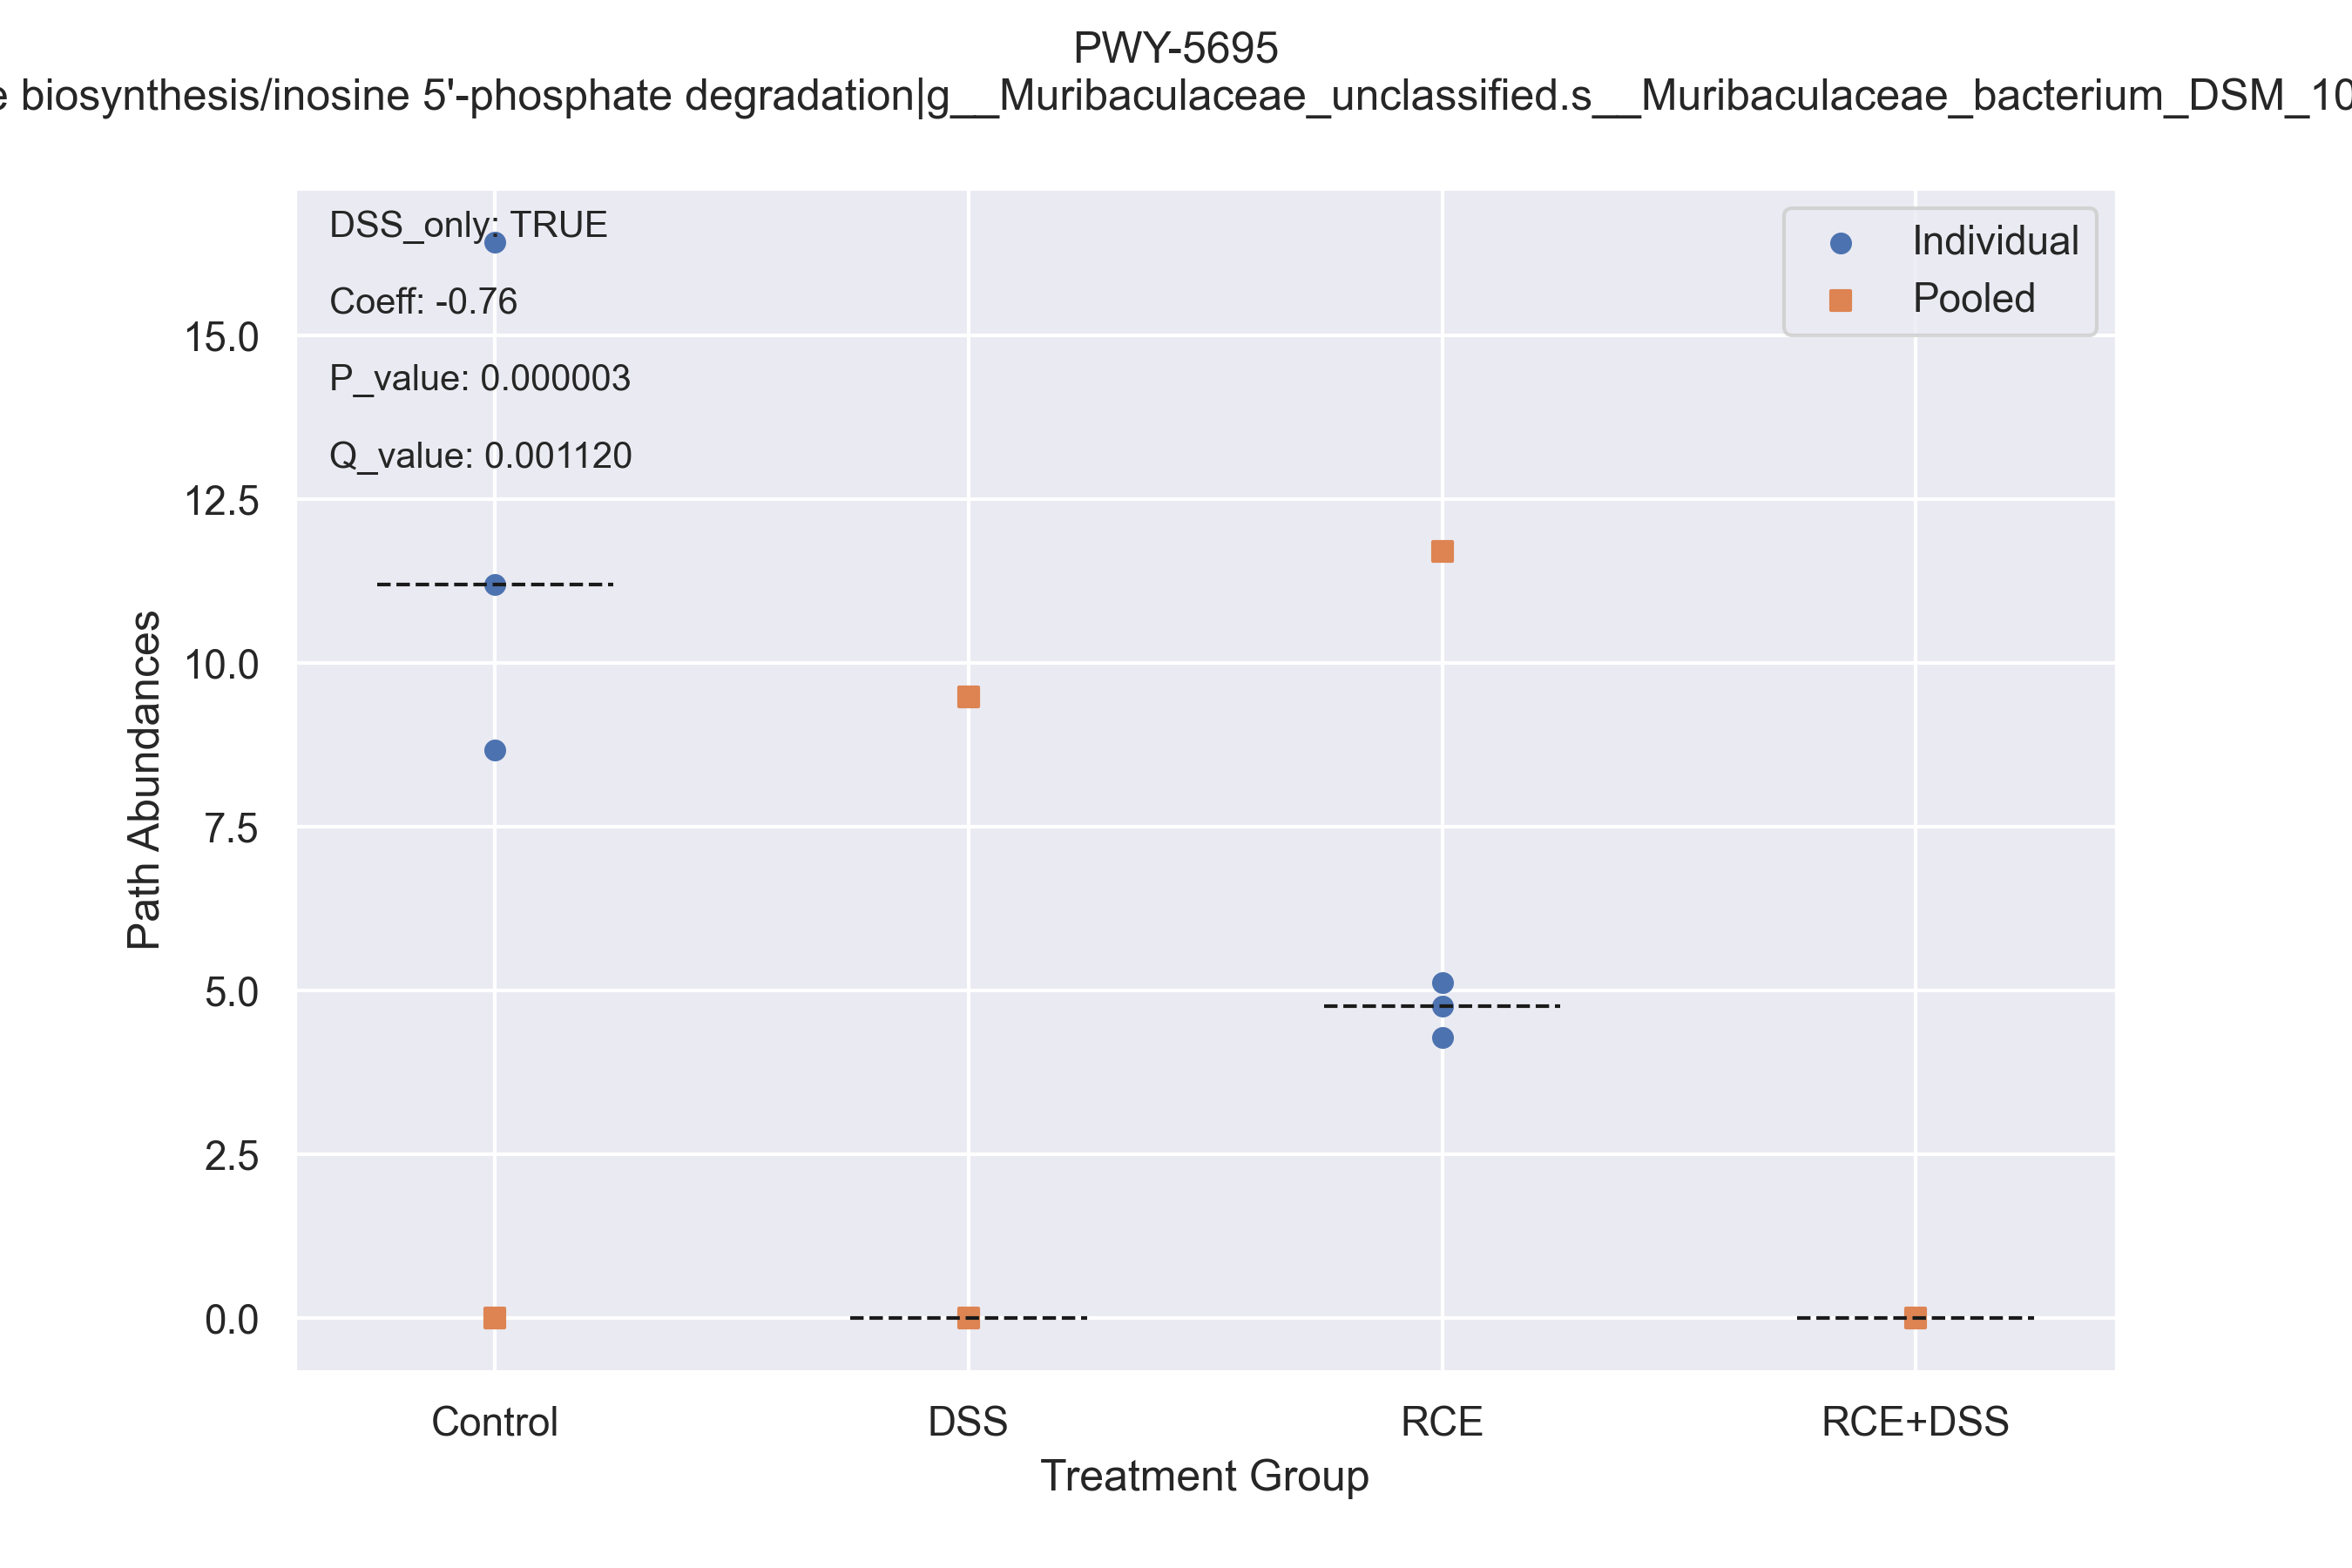 PWY-5695
e biosynthesis/inosine 5'-phosphate degradation|g__Muribaculaceae_unclassified.s__Muribaculaceae_bacterium_DSM_10
DSS_only: TRUE
Coeff: -0.76
P_value: 0.000003
Q_value: 0.001120
Individual
Pooled
15.0
12.5
10.0
7.5
5.0
2.5
0.0
Path Abundances
Control
DSS
RCE
RCE+DSS
Treatment Group